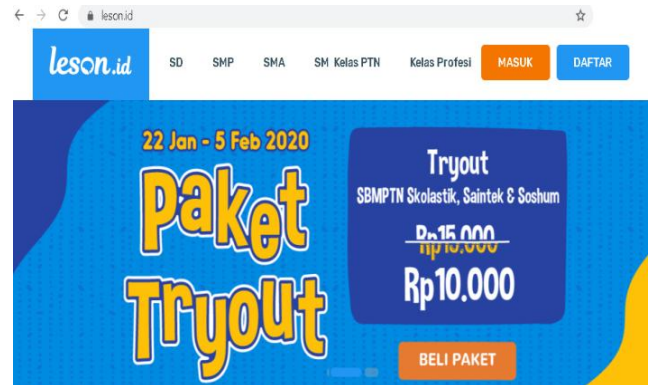 leson.id
leson.id
SD SMP SMA SM Kelas PTN Kelas Profesi MASUK DAFTAR
22 Jan - 5 Feb 2020
Paket
Tryout
Tryout
SBMPTN Skolastik, Saintek & Soshum
Rp15.000
Rp10.000
BELI PAKET